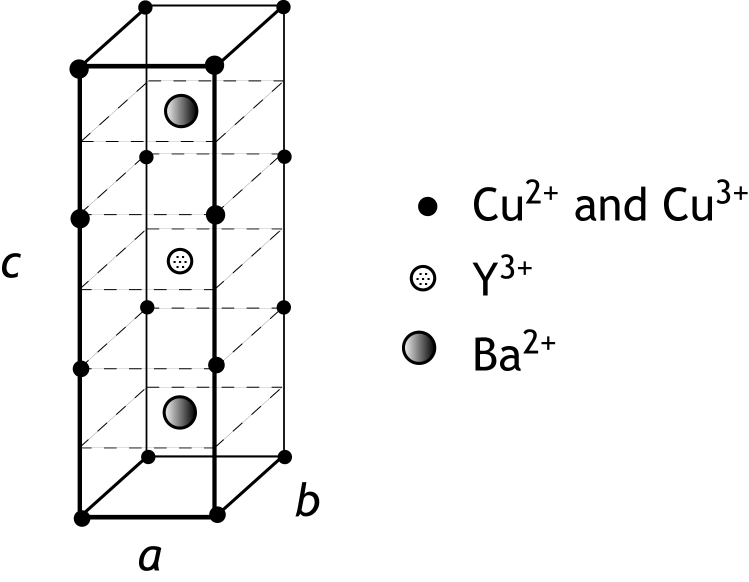 Cu²⁺ and Cu³⁺
c
Y³⁺
Ba²⁺
b
a